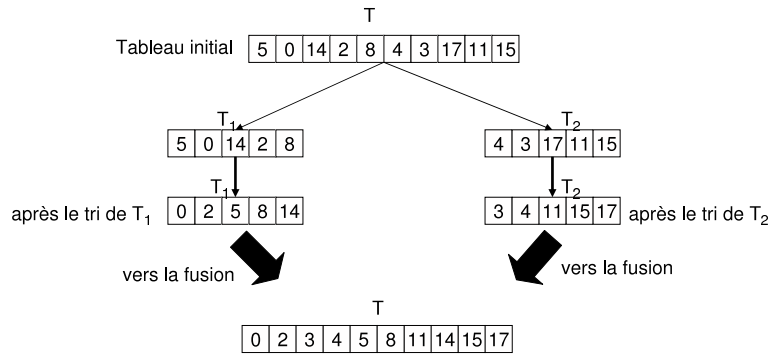 T
Tableau initial 5 0 14 2 8 4 3 17 11 15
T1 T2
5 0 14 2 8 4 3 17 11 15
T1 T2
après le tri de T1 0 2 5 8 14 3 4 11 15 17 après le tri de T2
vers la fusion vers la fusion
T
0 2 3 4 5 8 11 14 15 17